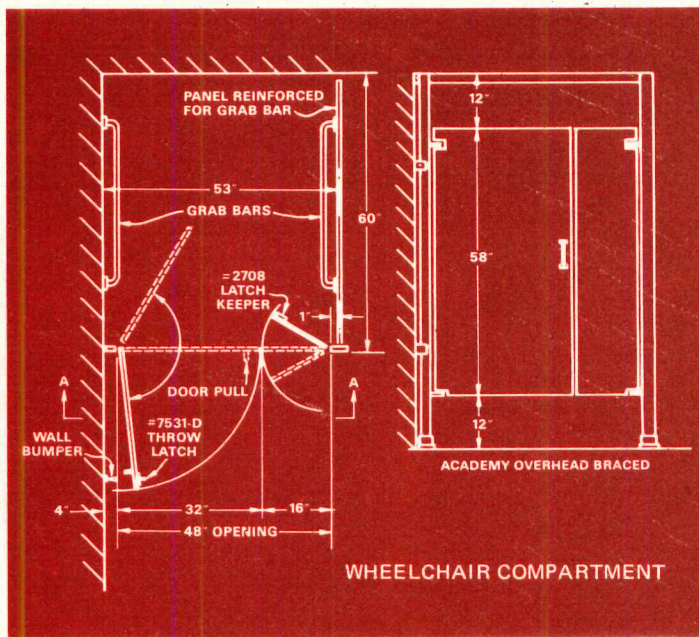 PANEL REINFORCED
FOR GRAB BAR
53"
GRAB BARS
60"
=2708
LATCH
KEEPER
1"
DOOR PULL
A
A
#7531-D
THROW
LATCH
WALL
BUMPER
4"
32"
16"
48" OPENING
12"
58"
12"
ACADEMY OVERHEAD BRACED
WHEELCHAIR COMPARTMENT